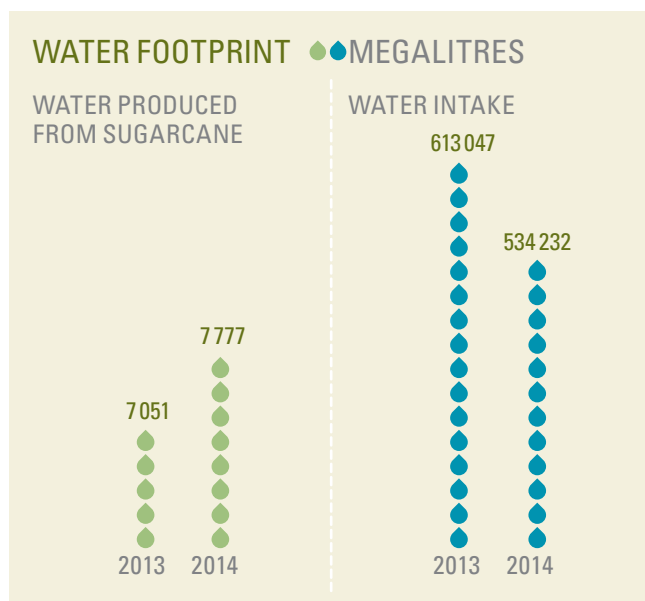 WATER FOOTPRINT MEGALITRES
WATER PRODUCED
FROM SUGARCANE
7 051
7 777
2013 2014
WATER INTAKE
613 047
534 232
2013 2014